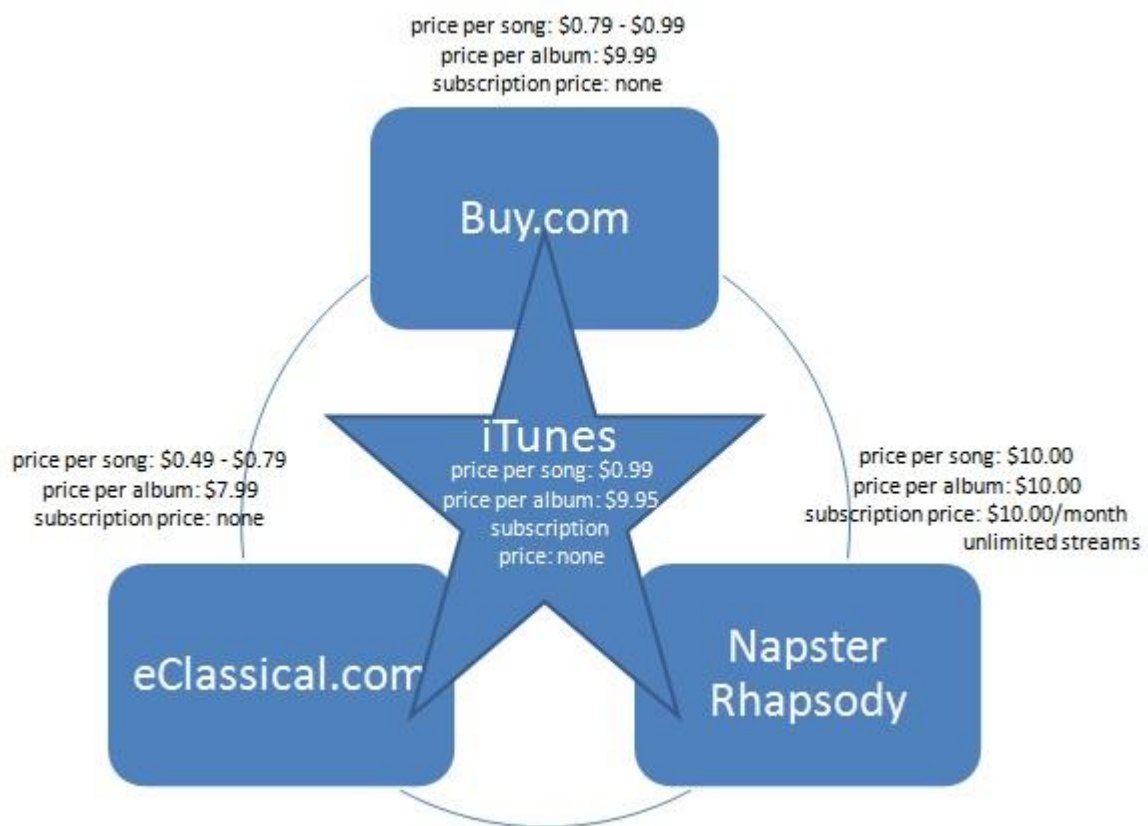 price per song: $0.79 - $0.99
price per album: $9.99
subscription price: none
Buy.com
iTunes
price per song: $0.99
price per album: $9.95
subscription
price: none
price per song: $0.49 - $0.79
price per album: $7.99
subscription price: none
price per song: $10.00
price per album: $10.00
subscription price: $10.00/month
unlimited streams
eClassical.com
Napster
Rhapsody